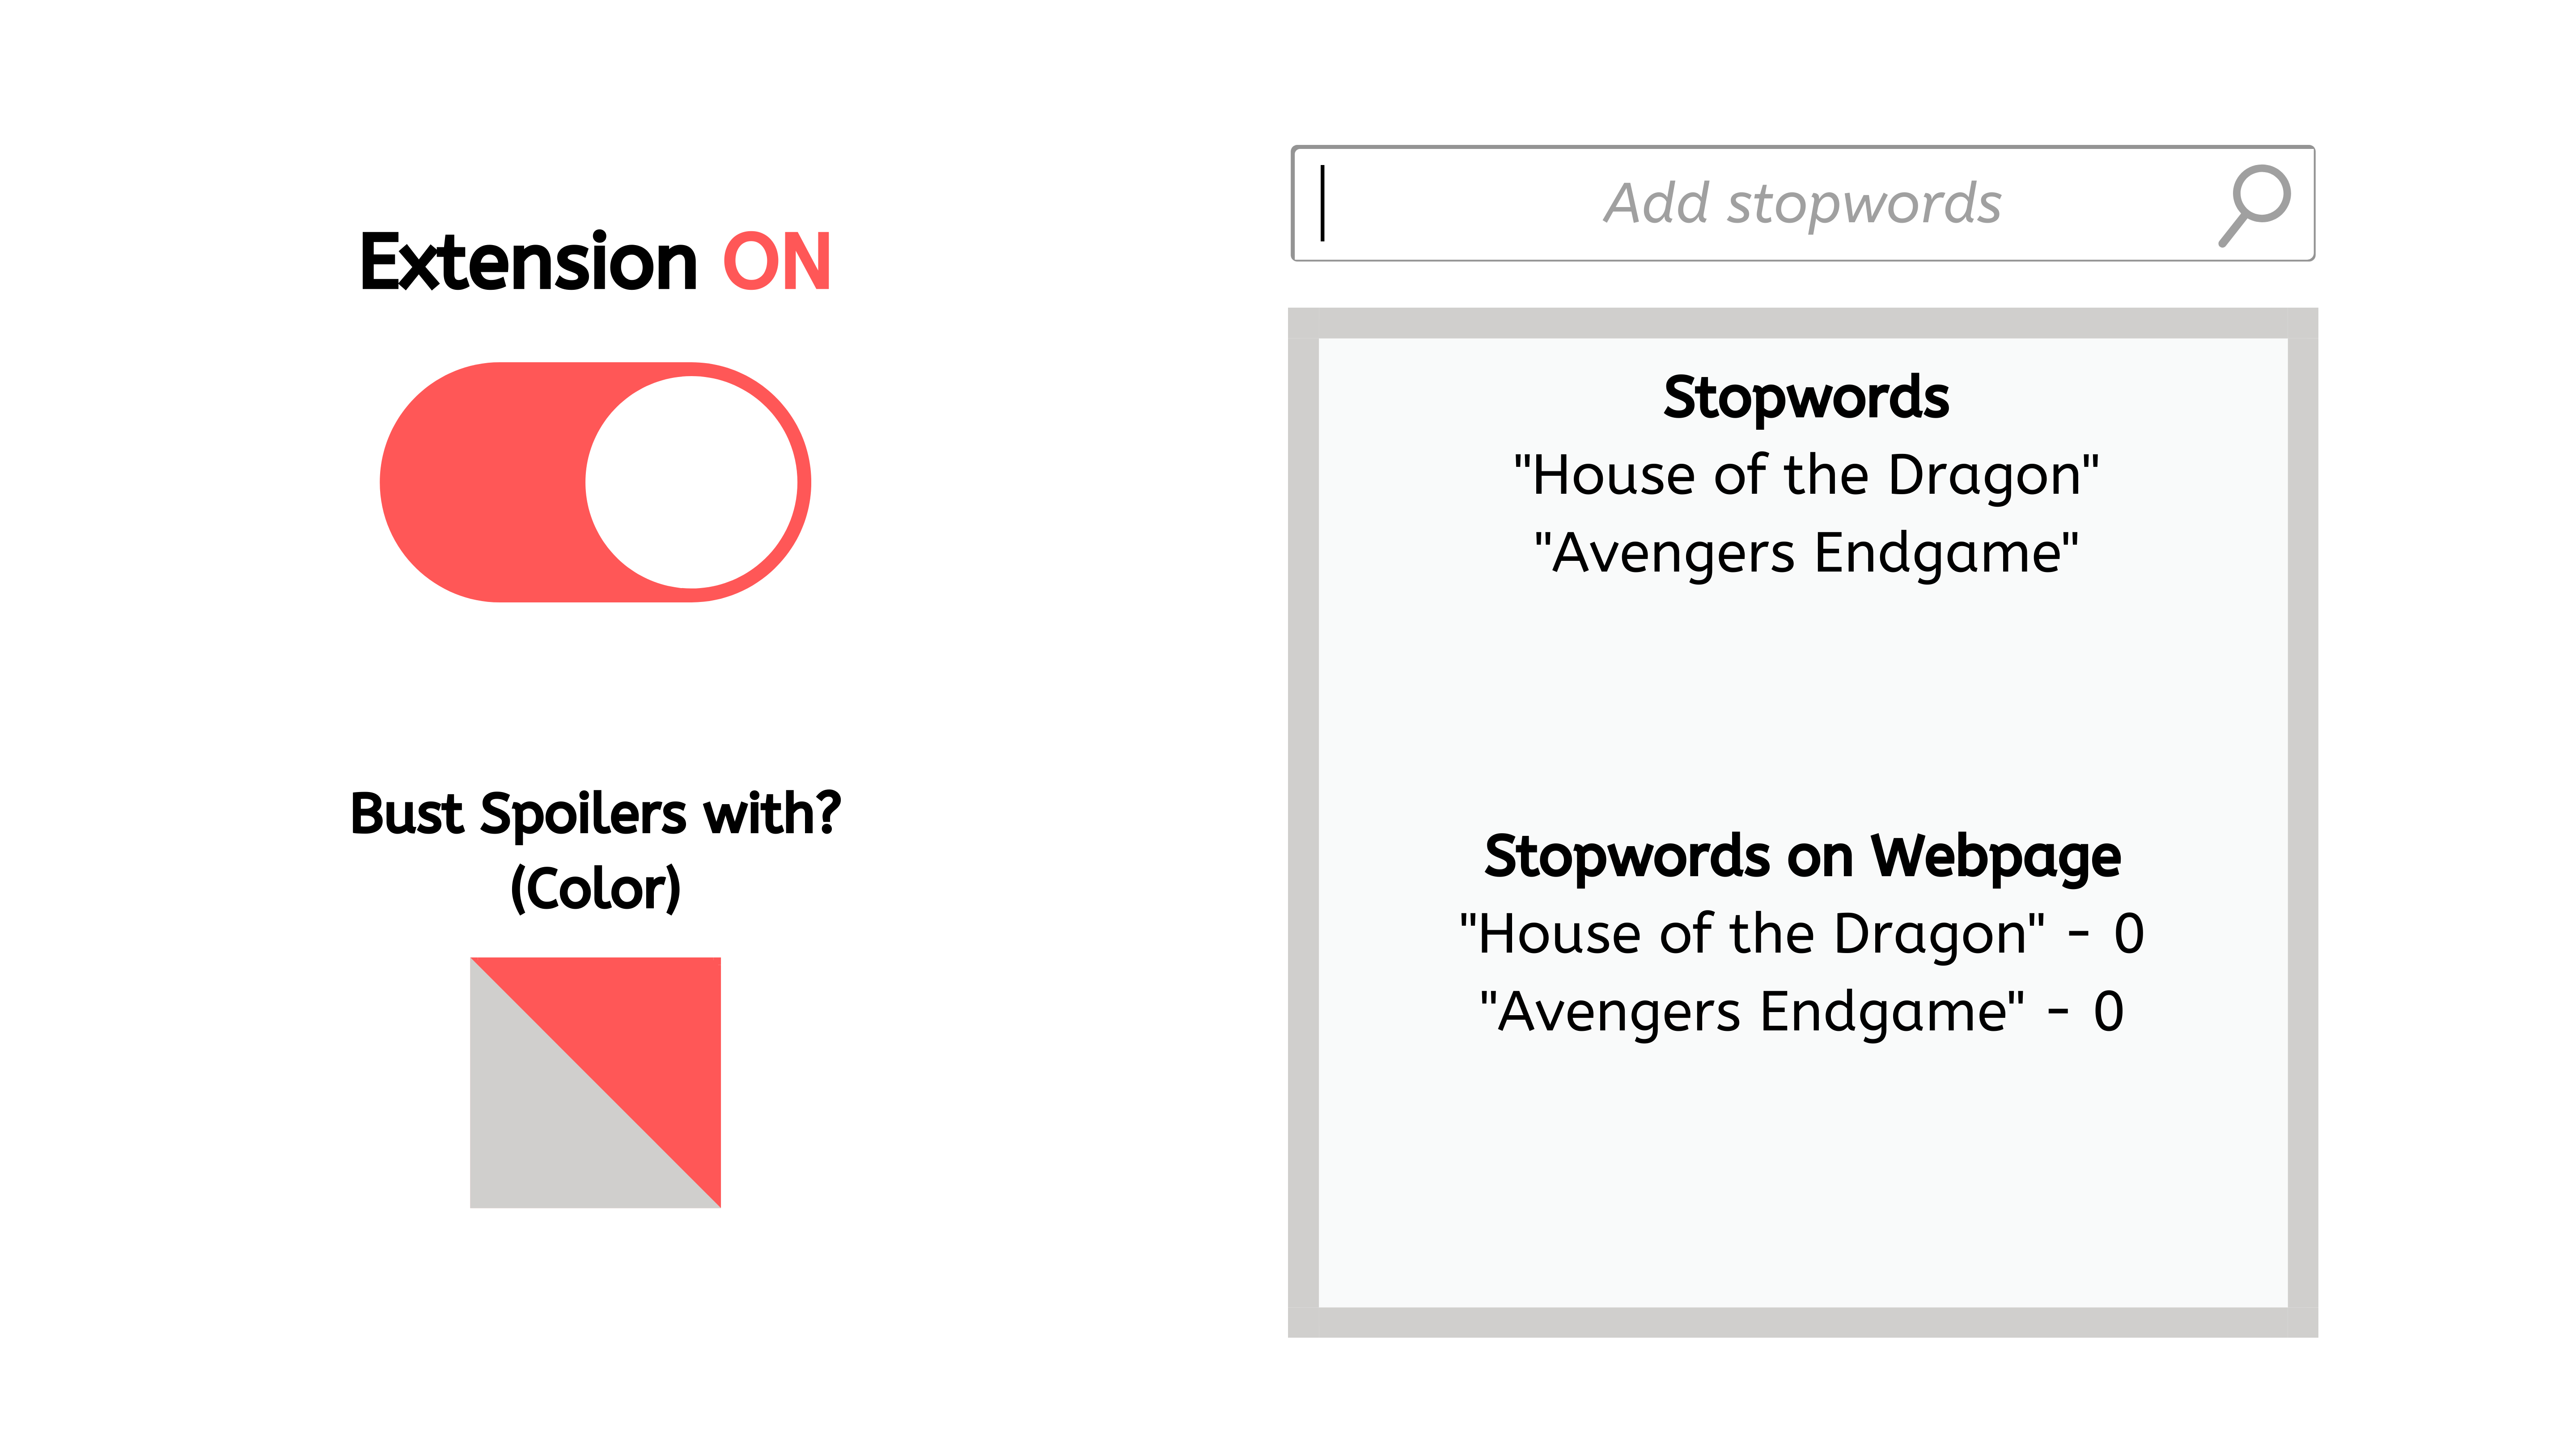 Extension ON
Bust Spoilers with?
(Color)
Add stopwords
Stopwords
"House of the Dragon"
"Avengers Endgame"
Stopwords on Webpage
"House of the Dragon" - 0
"Avengers Endgame" - 0